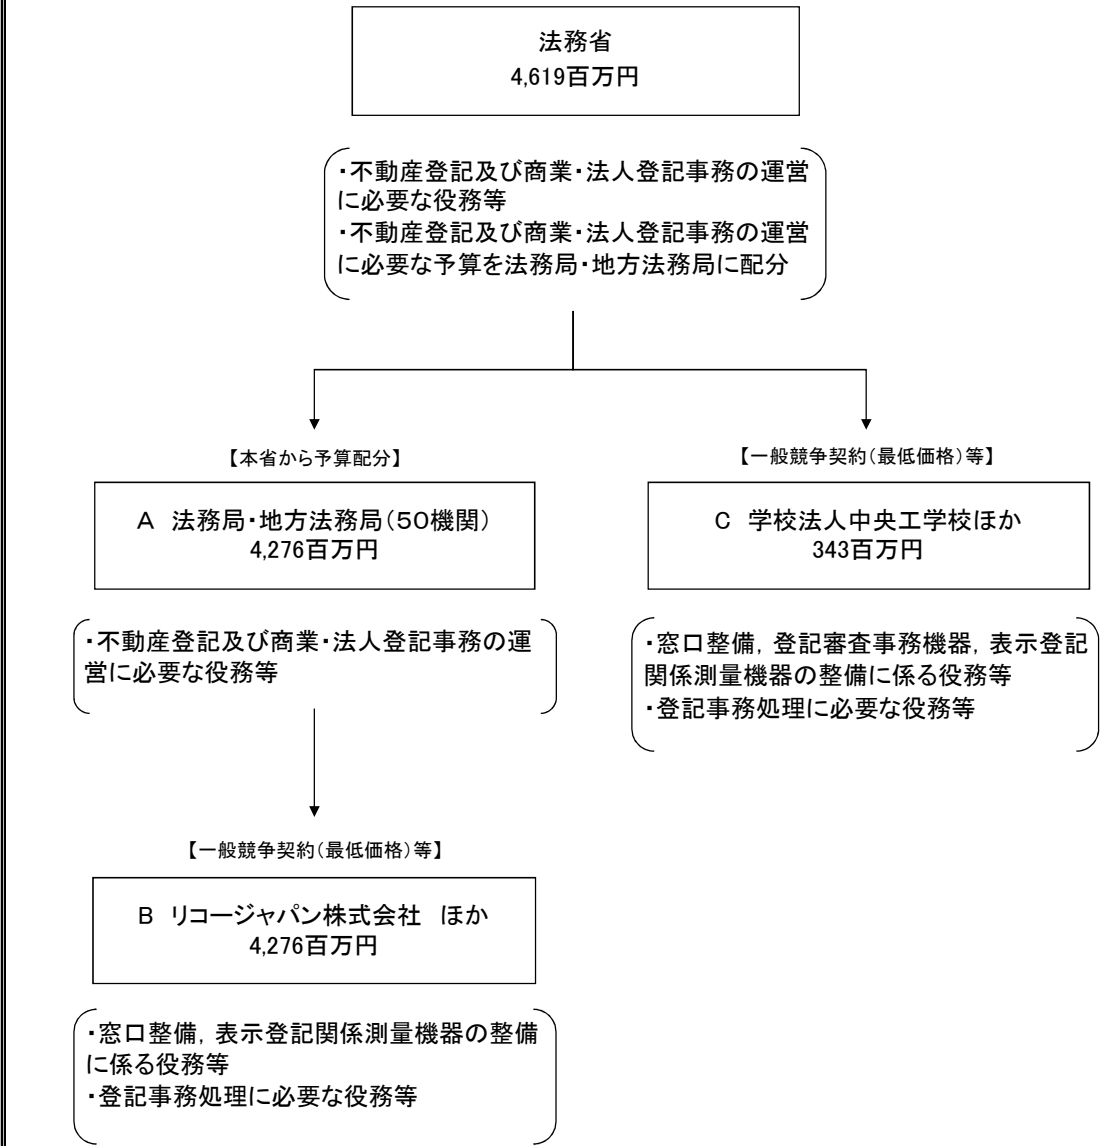 法務省
4,619百万円
・不動産登記及び商業・法人登記事務の運営
に必要な役務等
・不動産登記及び商業・法人登記事務の運営
に必要な予算を法務局・地方法務局に配分
【本省から予算配分】
A 法務局・地方法務局(50機関)
4,276百万円
・不動産登記及び商業・法人登記事務の運
営に必要な役務等
【一般競争契約(最低価格)等】
B リコージャパン株式会社 ほか
4,276百万円
・窓口整備,表示登記関係測量機器の整備
に係る役務等
・登記事務処理に必要な役務等
【一般競争契約(最低価格)等】
C 学校法人中央工学校ほか
343百万円
・窓口整備,登記審査事務機器,表示登記
関係測量機器の整備に係る役務等
・登記事務処理に必要な役務等